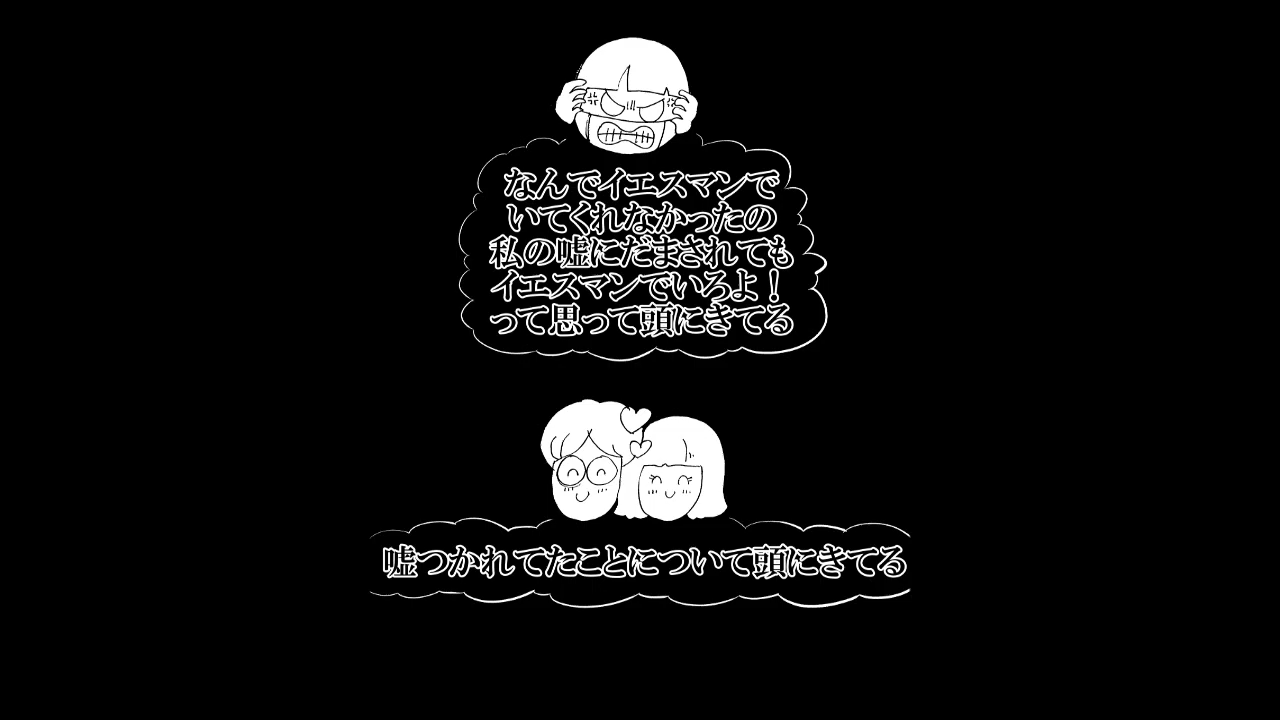 なんでイエスマンで
いてくれなかったの
私の嘘にだまされても
イエスマンでいろよ！
って思って頭にきてる
嘘つかれてたことについて頭にきてる